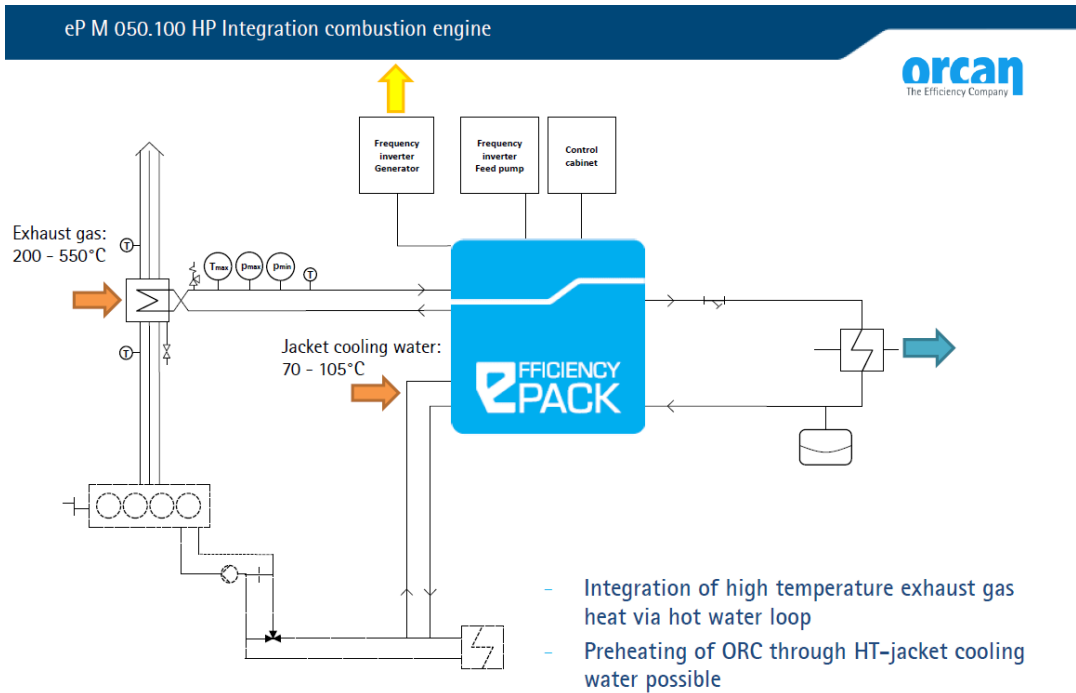 eP M 050.100 HP Integration combustion engine
orcan
The Efficiency Company
Frequency
inverter
Generator
Frequency
inverter
Feed pump
Control
cabinet
Exhaust gas:
200 - 550°C
T
Tmax
pmax
pmin
T
T
Jacket cooling water:
70 - 105°C
eFFICIENCY
PACK
- Integration of high temperature exhaust gas
heat via hot water loop
- Preheating of ORC through HT-jacket cooling
water possible